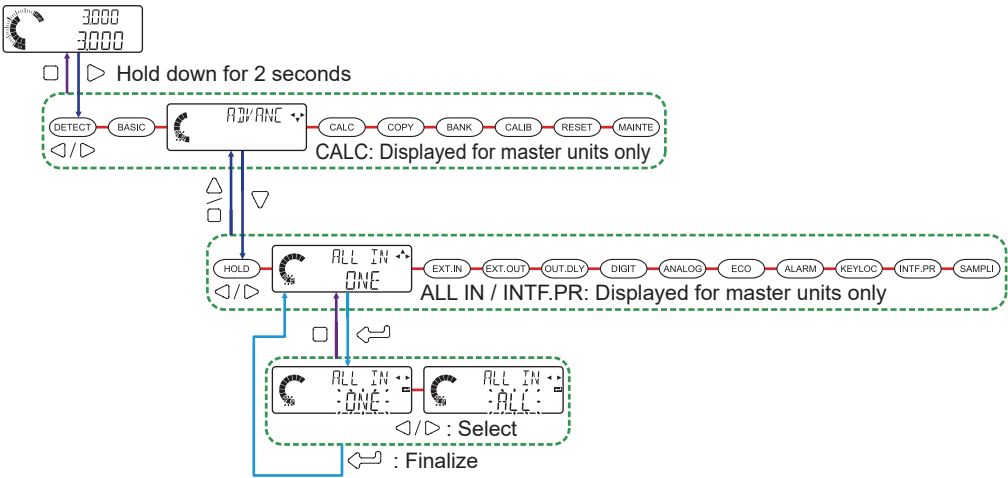 3.000
-3.000
Hold down for 2 seconds
DETECT BASIC ADVANC CALC COPY BANK CALIB RESET MAINTE
CALC: Displayed for master units only
HOLD ALL IN ONE EXT.IN EXT.OUT OUT.DLY DIGIT ANALOG ECO ALARM KEYLOC INTF.PR SAMPLI
ALL IN / INTF.PR: Displayed for master units only
ALL IN ALL IN
ONE ALL
/ : Select
: Finalize